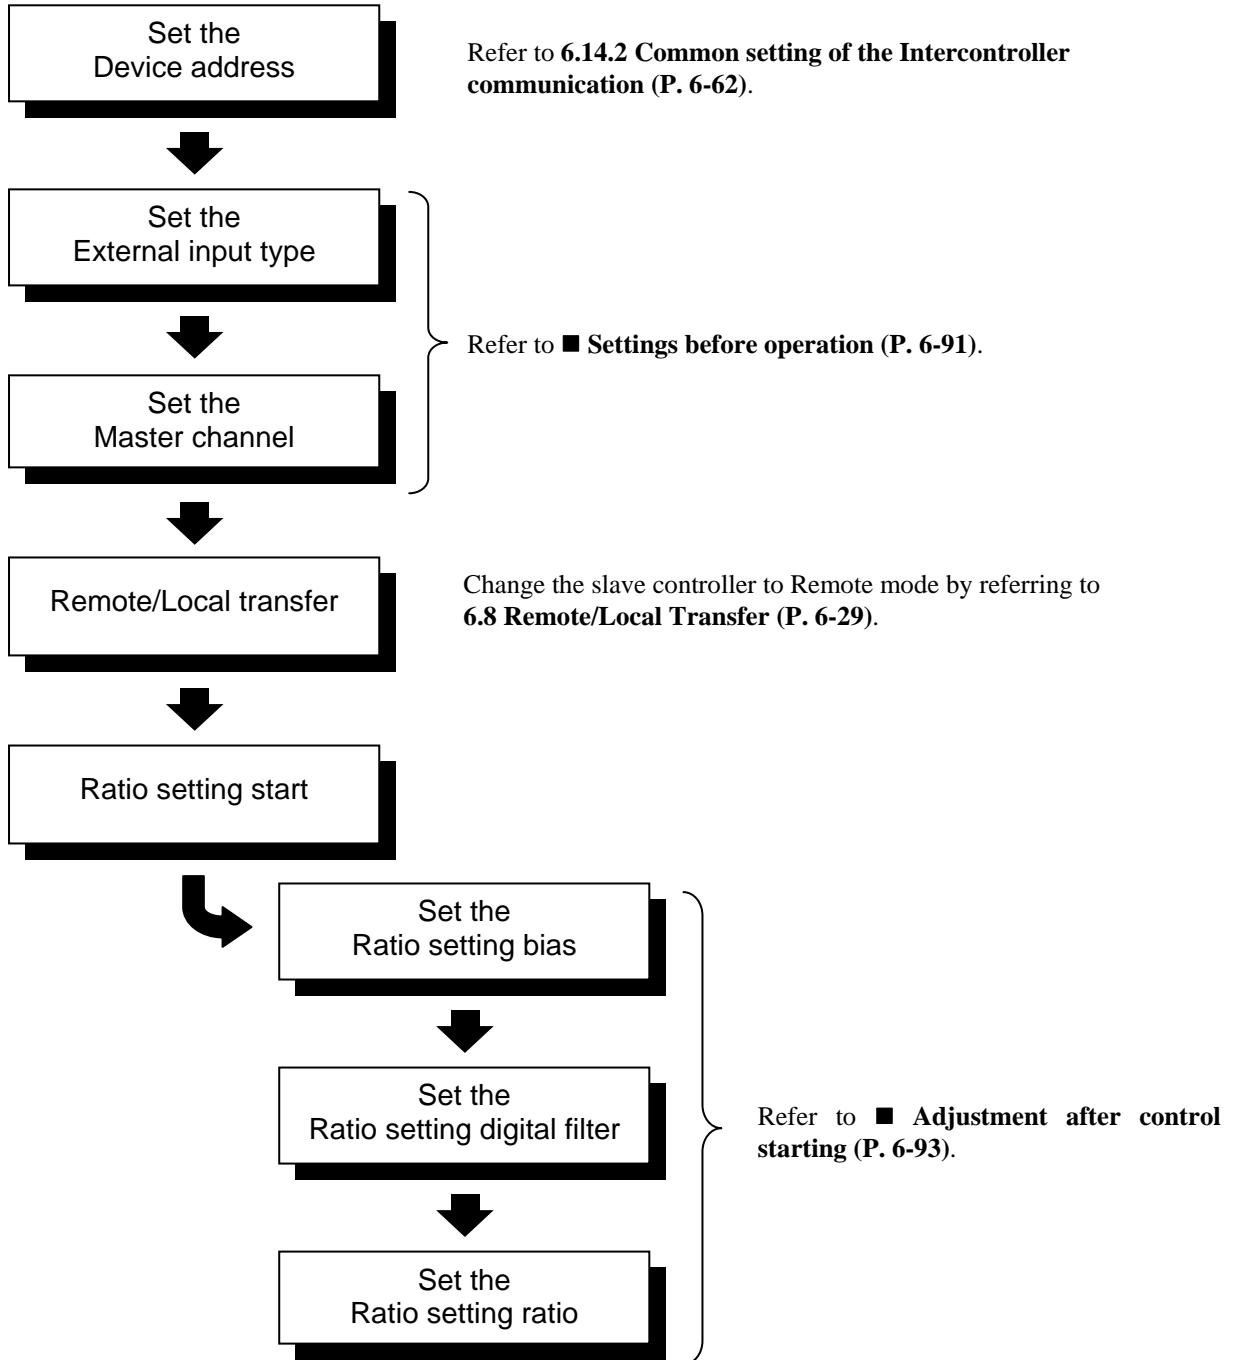 Set the
Device address
Refer to 6.14.2 Common setting of the Intercontroller
communication (P. 6-62).
Set the
External input type
Refer to ■ Settings before operation (P. 6-91).
Set the
Master channel
Remote/Local transfer
Change the slave controller to Remote mode by referring to
6.8 Remote/Local Transfer (P. 6-29).
Ratio setting start
Set the
Ratio setting bias
Set the
Ratio setting digital filter
Refer to ■ Adjustment after control
starting (P. 6-93).
Set the
Ratio setting ratio